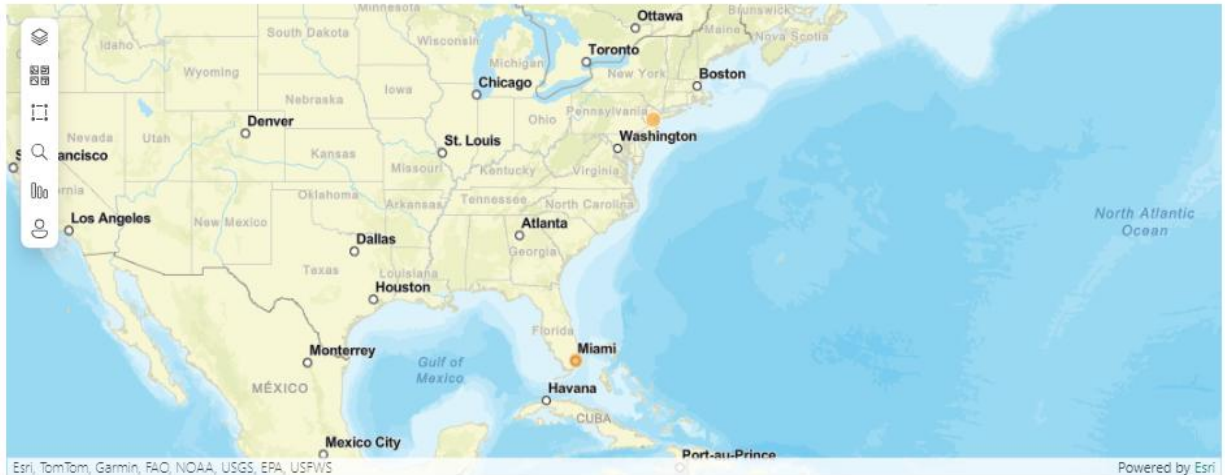 Minnesota
Ottawa
Brunswick
Maine
Nova Scotia
South Dakota
Wisconsin
Idaho
Toronto
Michigan
New York
Boston
Wyoming
Chicago
Iowa
Nebraska
Pennsylvania
Ohio
Denver
Washington
Nevada
Utah
St. Louis
ancisco
Kansas
Missouri
Kentucky
Virginia
Oklahoma
Tennessee
Arkansas
North Carolina
Los Angeles
New Mexico
Atlanta
North Atlantic
Ocean
Dallas
Georgia
Texas
Louisiana
Houston
Florida
Monterrey
Miami
Gulf of
Mexico
MÉXICO
Havana
CUBA
Mexico City
Port-au-Prince
Esri, TomTom, Garmin, FAO, NOAA, USGS, EPA, USFWS
Powered by Esri